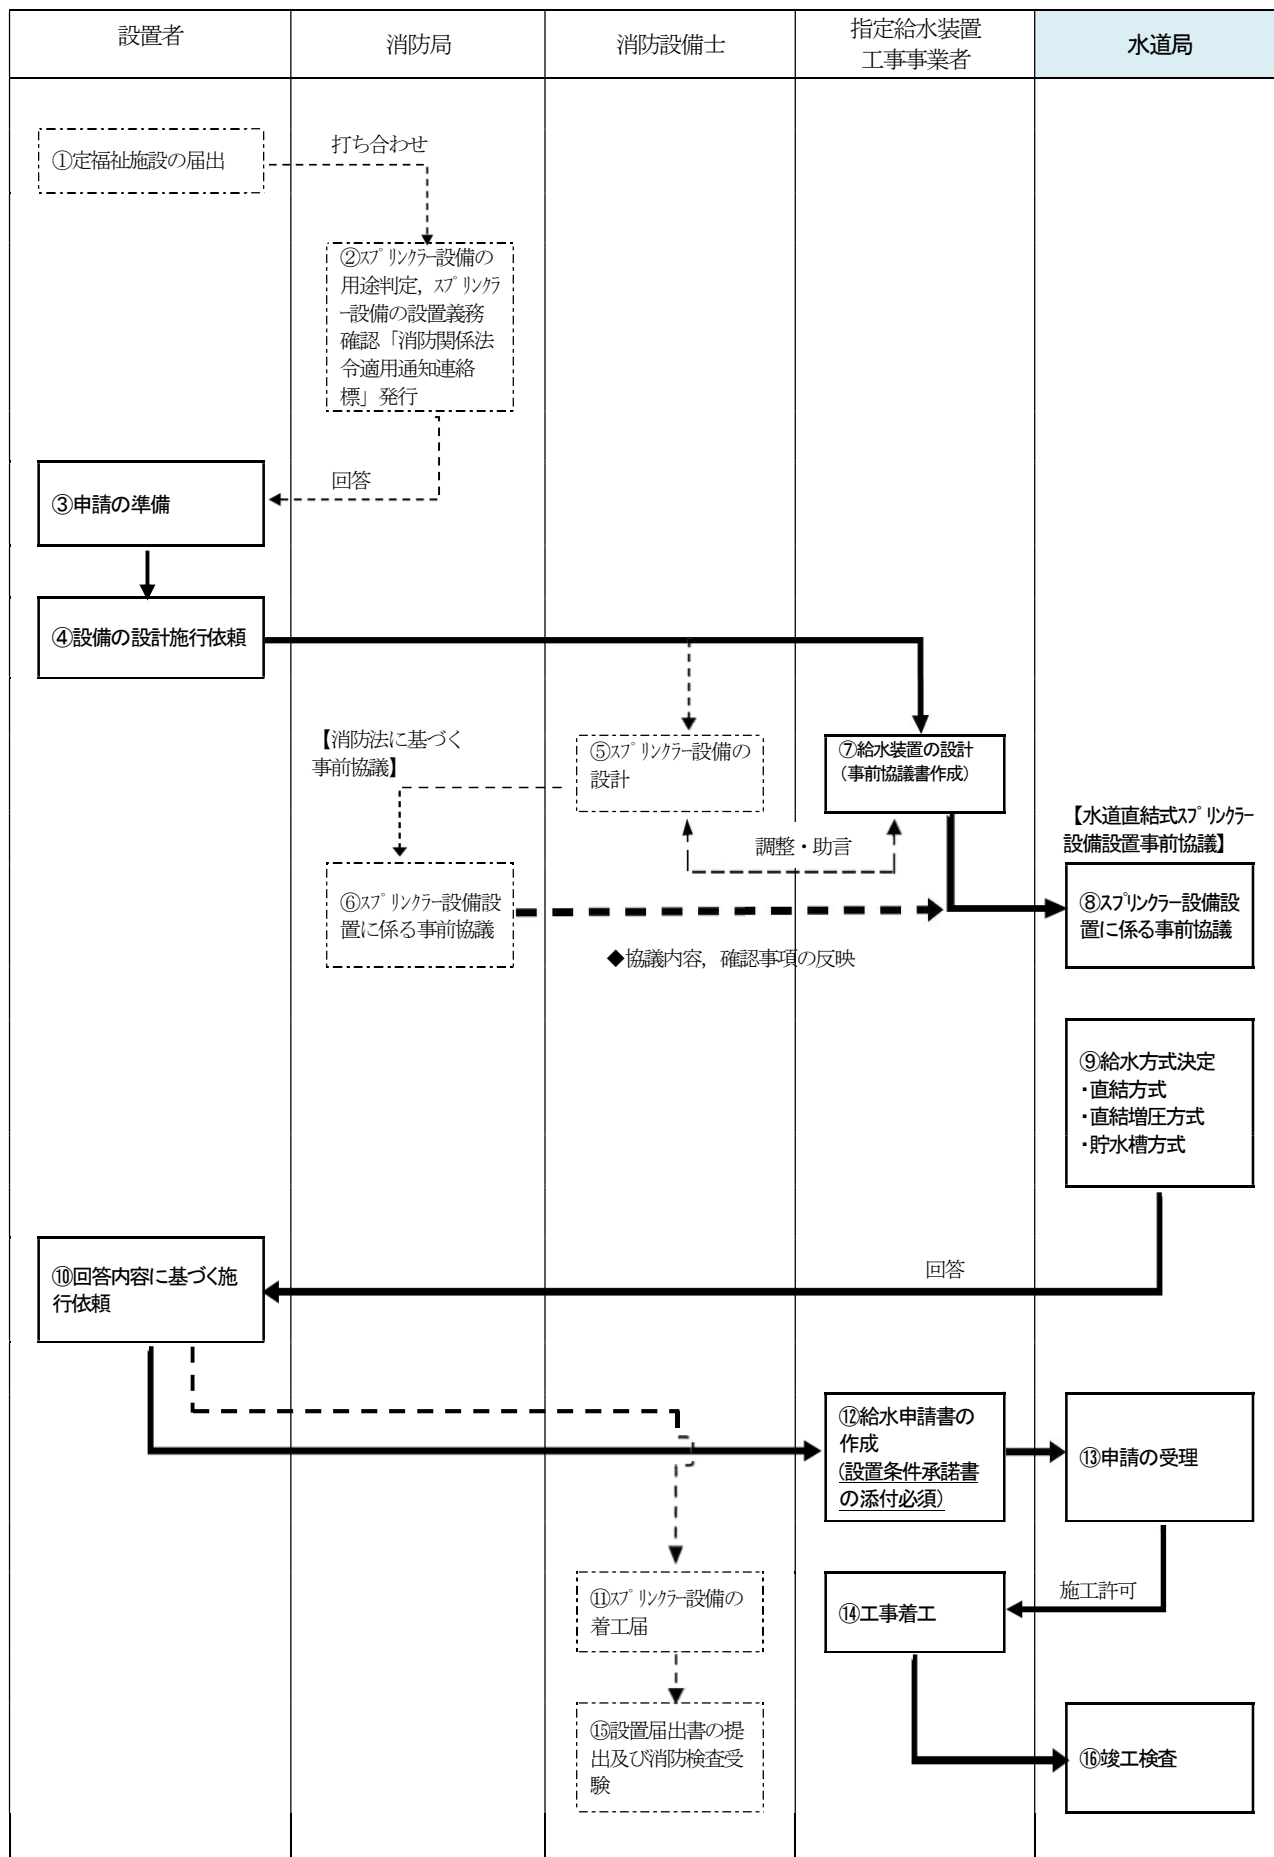 設置者
消防局
消防設備士
指定給水装置
工事事業者
水道局
①定福祉施設の届出
打ち合わせ
②ｽﾌﾟﾘﾝｸﾗｰ設備の
用途判定，ｽﾌﾟﾘﾝｸﾗ
ｰ設備の設置義務
確認「消防関係法
令適用通知連絡
標」発行
回答
③申請の準備
④設備の設計施行依頼
【消防法に基づく
事前協議】
⑤ｽﾌﾟﾘﾝｸﾗｰ設備の
設計
⑦給水装置の設計
（事前協議書作成）
【水道直結式ｽﾌﾟﾘﾝｸﾗｰ
設備設置事前協議】
調整・助言
⑥ｽﾌﾟﾘﾝｸﾗｰ設備設
置に係る事前協議
⑧ｽﾌﾟﾘﾝｸﾗｰ設備設
置に係る事前協議
◆協議内容，確認事項の反映
⑨給水方式決定
・直結方式
・直結増圧方式
・貯水槽方式
回答
⑩回答内容に基づく施
行依頼
⑫給水申請書の
作成
(設置条件承諾書
の添付必須)
⑬申請の受理
施工許可
⑪ｽﾌﾟﾘﾝｸﾗｰ設備の
着工届
⑭工事着工
⑮設置届出書の提
出及び消防検査受
験
⑯竣工検査